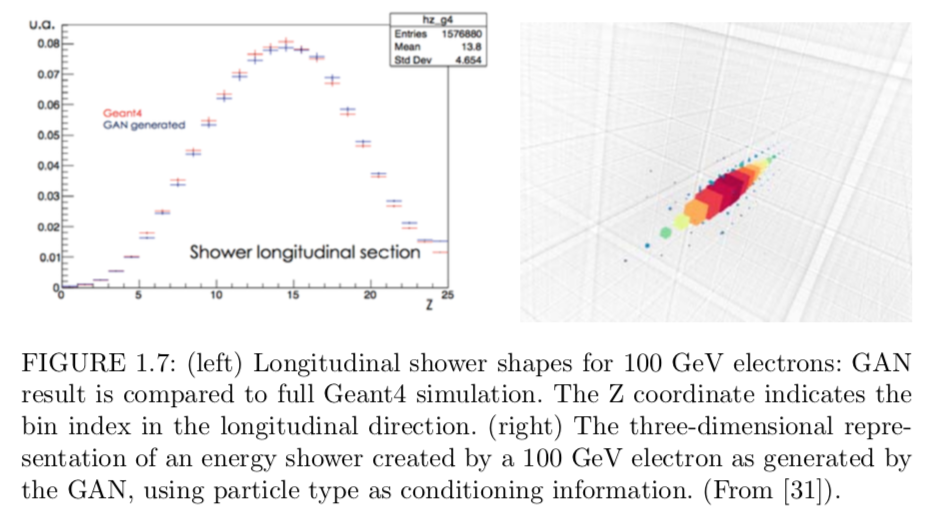 u.a.
hz_g4
Entries 1576880
Mean 13.8
Std Dev 4.654
0.08
0.07
0.06
0.05
0.04
0.03
0.02
0.01
0
Geant4
GAN generated
Shower longitudinal section
0 5 10 15 20 25
Z
FIGURE 1.7: (left) Longitudinal shower shapes for 100 GeV electrons: GAN
result is compared to full Geant4 simulation. The Z coordinate indicates the
bin index in the longitudinal direction. (right) The three-dimensional repre-
sentation of an energy shower created by a 100 GeV electron as generated by
the GAN, using particle type as conditioning information. (From [31]).